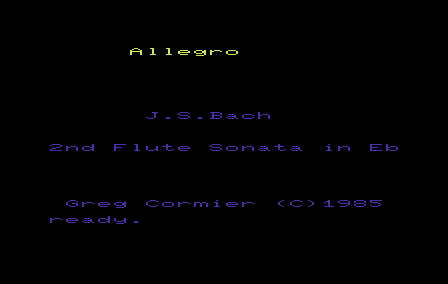 Allegro
J.S.Bach
2nd Flute Sonata in Eb
Greg Cormier (C)1985
ready.